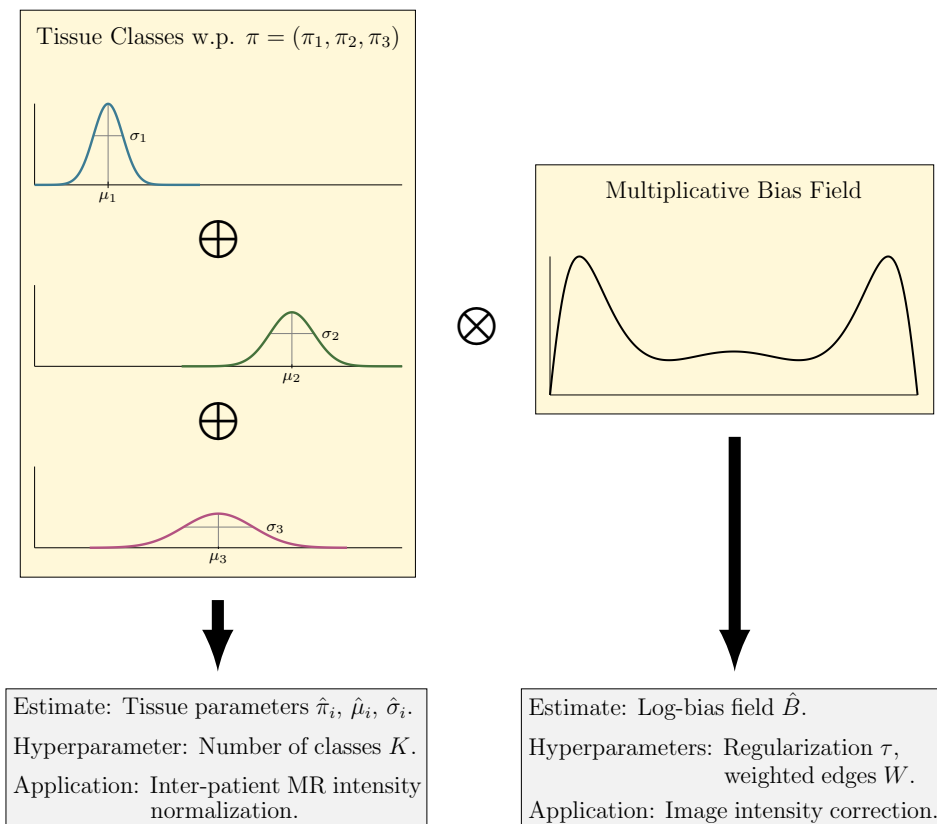 Tissue Classes w.p. π = (π₁, π₂, π₃)
σ₁
μ₁
σ₂
μ₂
σ₃
μ₃
Multiplicative Bias Field
Estimate: Tissue parameters π̂ᵢ, μ̂ᵢ, σ̂ᵢ.
Hyperparameter: Number of classes K.
Application: Inter-patient MR intensity
normalization.
Estimate: Log-bias field B̂.
Hyperparameters: Regularization τ,
weighted edges W.
Application: Image intensity correction.